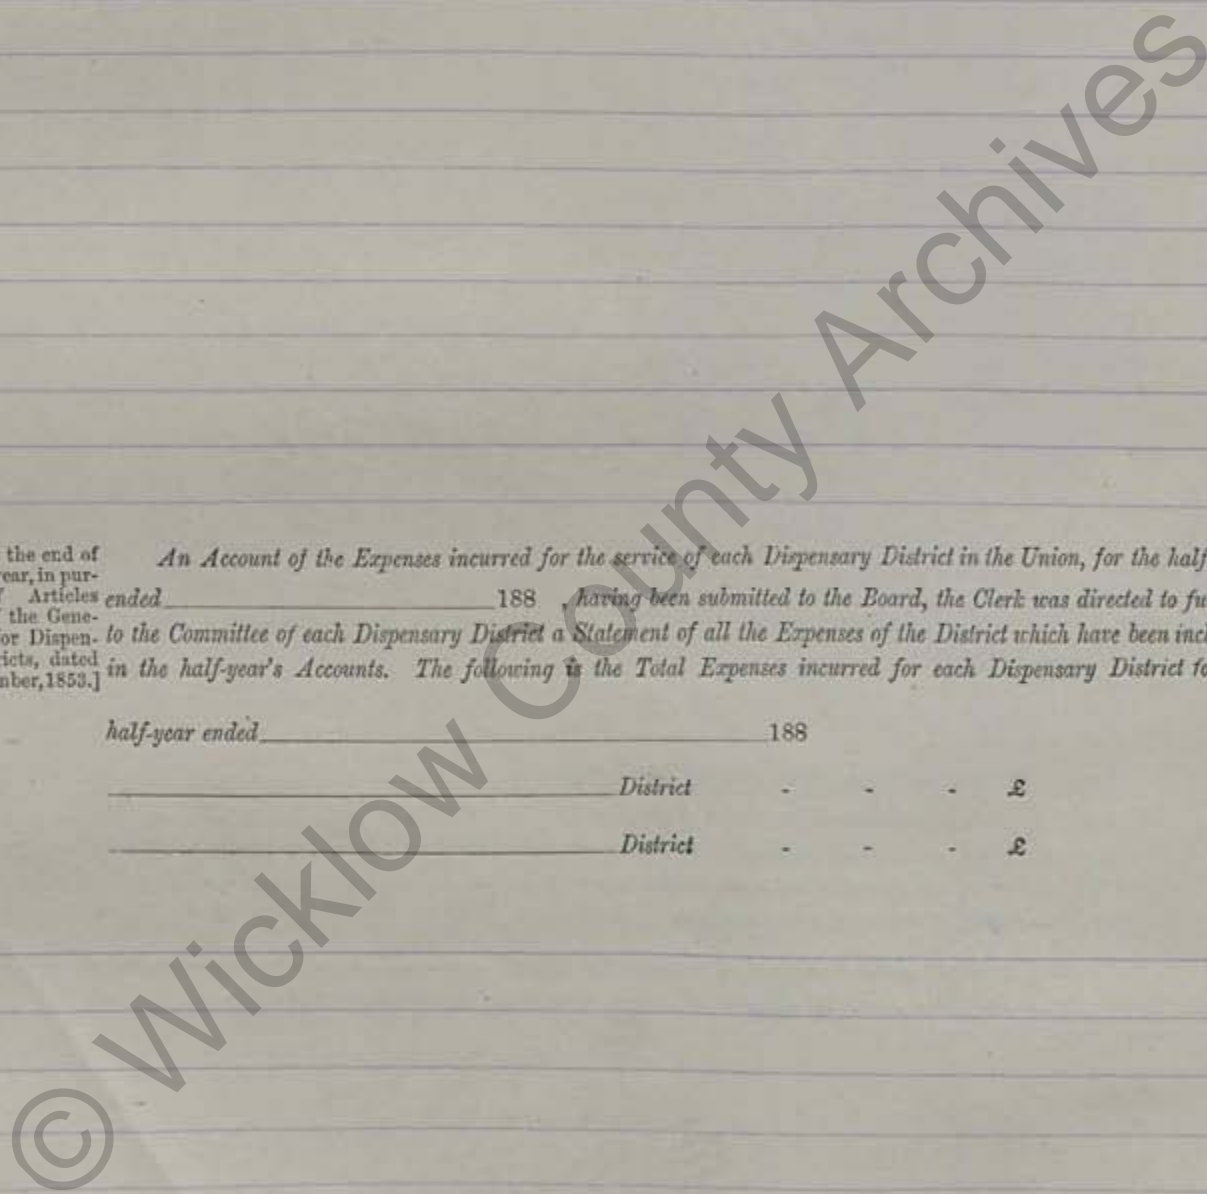 the end of
ear, in pur-
Articles
the Gene-
or Dispen-
icts, dated
nber, 1853.]
An Account of the Expenses incurred for the service of each Dispensary District in the Union, for the half
ended 188 , having been submitted to the Board, the Clerk was directed to fu
to the Committee of each Dispensary District a Statement of all the Expenses of the District which have been incl
in the half-year's Accounts. The following is the Total Expenses incurred for each Dispensary District fo
half-year ended 188
District - - - £
District - - - £
© Wicklow County Archives